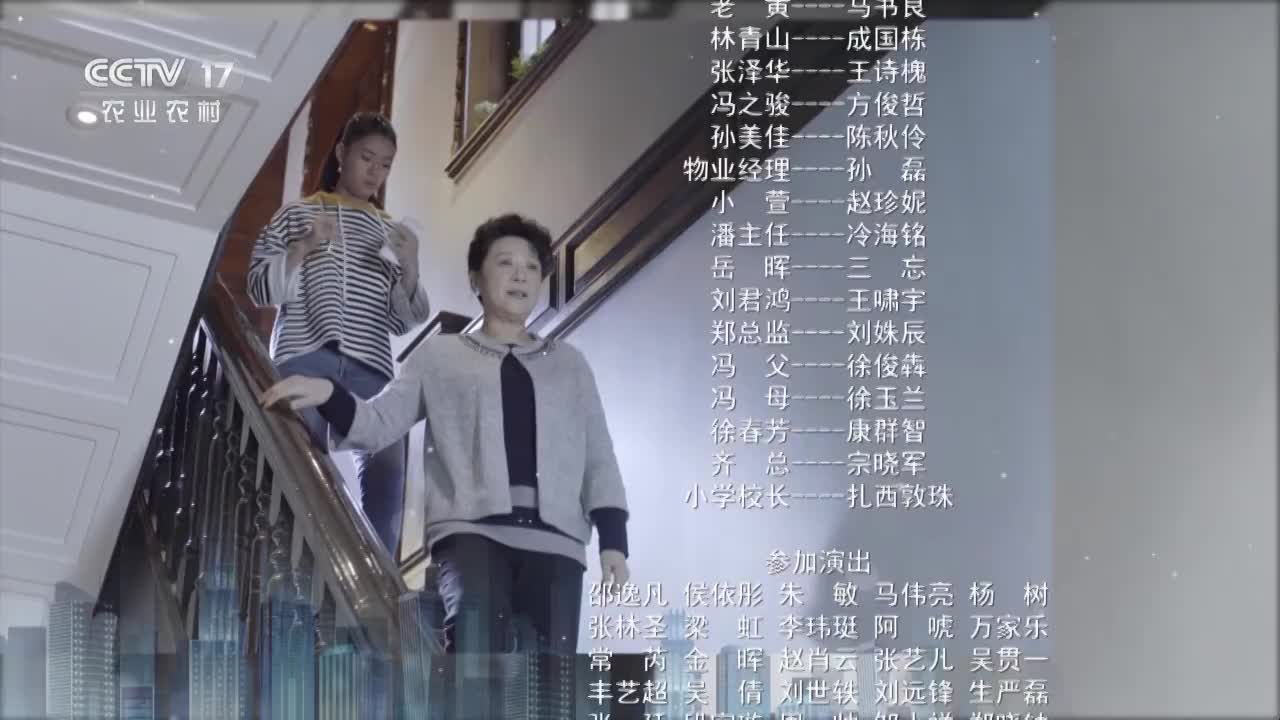 CCTV 17
农业农村
老　寅----马书良
林青山----成国栋
张泽华----王诗槐
冯之骏----方俊哲
孙美佳----陈秋伶
物业经理----孙　磊
小　萱----赵珍妮
潘主任----冷海铭
岳　晖----三　忘
刘君鸿----王啸宇
郑总监----刘姝辰
冯　父----徐俊犇
冯　母----徐玉兰
徐春芳----康群智
齐　总----宗晓军
小学校长----扎西敦珠
参加演出
邵逸凡 侯依彤 朱　敏 马伟亮 杨　树
张林圣 梁　虹 李玮珽 阿　唬 万家乐
常　芮 金　晖 赵肖云 张艺儿 吴贯一
丰艺超 吴　倩 刘世轶 刘远锋 生严磊